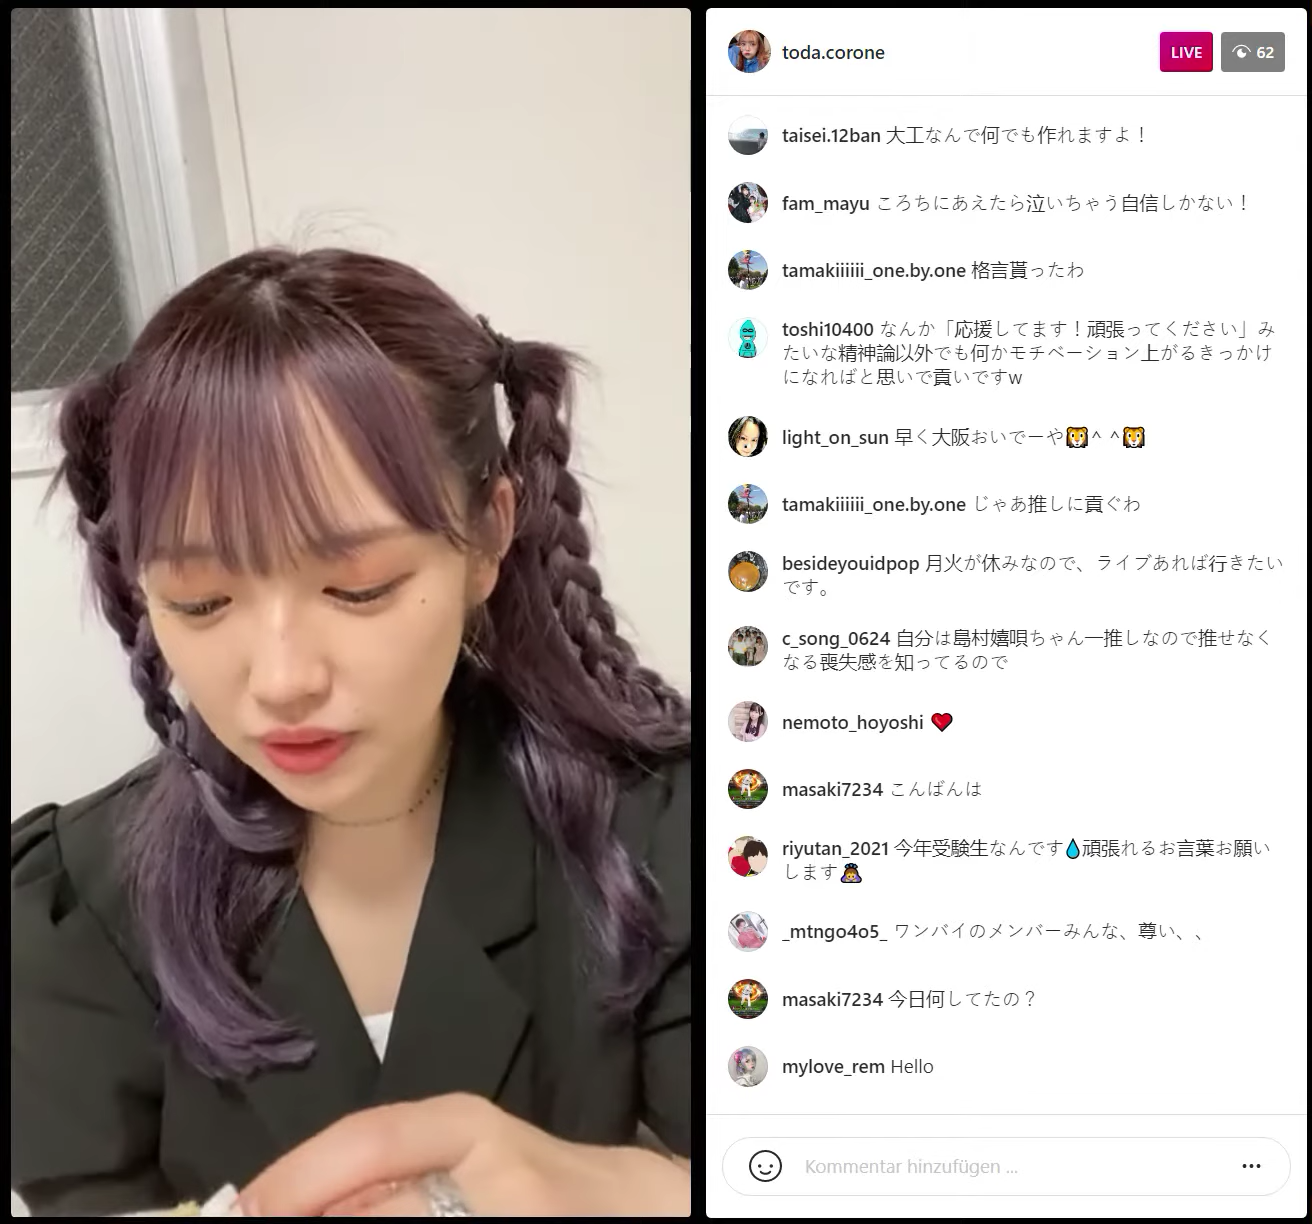 toda.corone
LIVE
62
taisei.12ban 大工なんで何でも作れますよ！
fam_mayu ころちにあえたら泣いちゃう自信しかない！
tamakiiiiii_one.by.one 格言貰ったわ
toshi10400 なんか「応援してます！頑張ってください」み
たいな精神論以外でも何かモチベーション上がるきっかけ
になればと思いで貢いですw
light_on_sun 早く大阪おいでーや🐯^ ^🐯
tamakiiiiii_one.by.one じゃあ推しに貢ぐわ
besideyouidpop 月火が休みなので、ライブあれば行きたい
です。
c_song_0624 自分は島村嬉唄ちゃん一推しなので推せなく
なる喪失感を知ってるので
nemoto_hoyoshi ❤️
masaki7234 こんばんは
riyutan_2021 今年受験生なんです💧頑張れるお言葉お願い
します🙇‍♀️
_mtngo4o5_ ワンバイのメンバーみんな、尊い、、
masaki7234 今日何してたの？
mylove_rem Hello
Kommentar hinzufügen ...